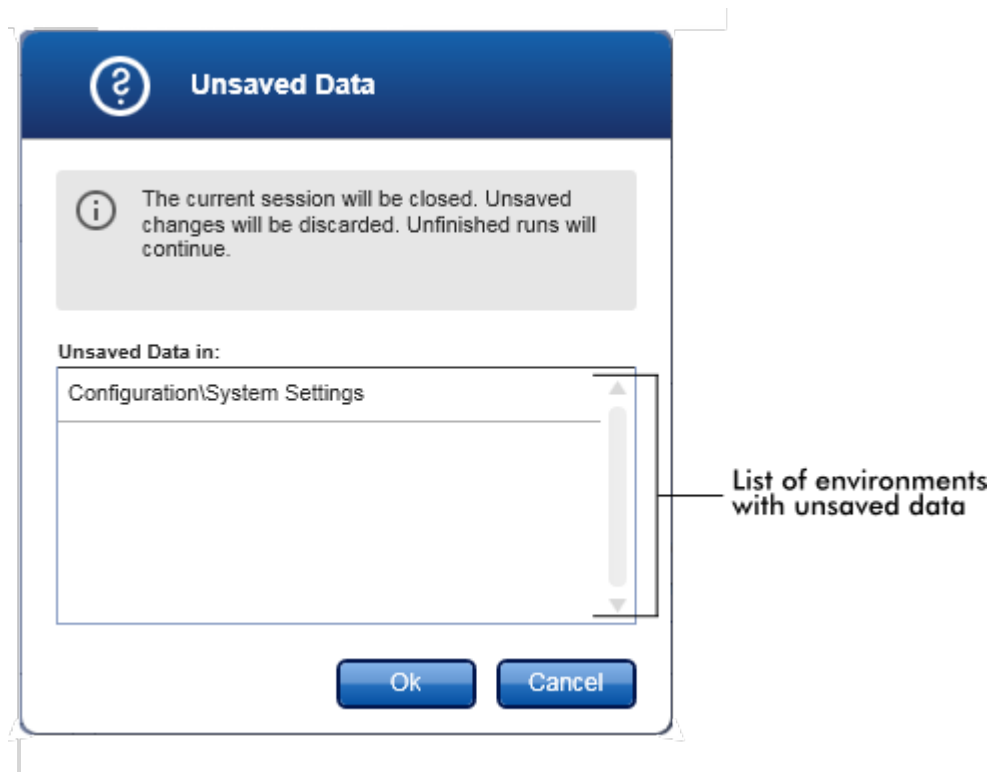 Unsaved Data
The current session will be closed. Unsaved
changes will be discarded. Unfinished runs will
continue.
Unsaved Data in:
Configuration\System Settings
List of environments
with unsaved data
Ok
Cancel